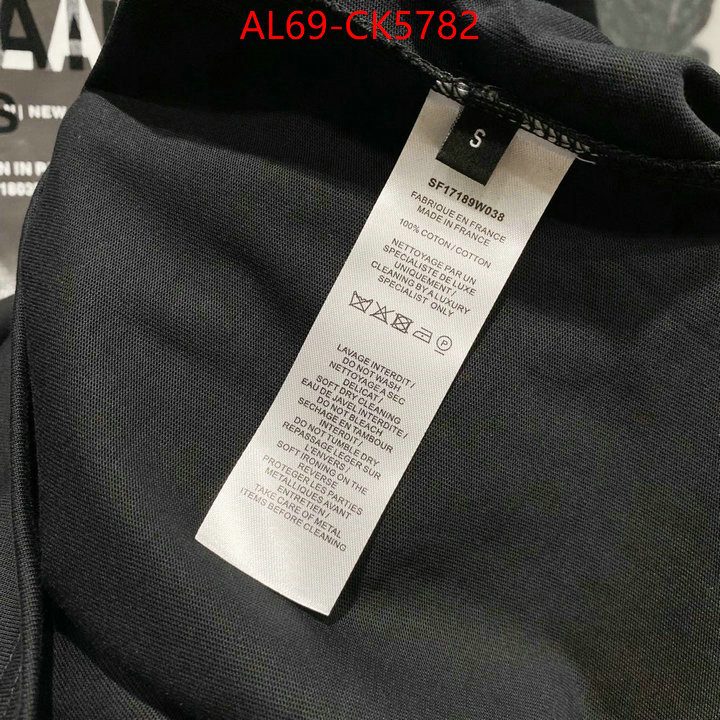 AL69-CK5782
AAN
S
| NEW
N IN P
S
SF17189W038
FABRIQUE EN FRANCE
MADE IN FRANCE
100% COTON / COTTON
NETTOYAGE PAR UN
SPECIALISTE DE LUXE
UNIQUEMENT /
CLEANING BY A LUXURY
SPECIALIST ONLY
P
LAVAGE INTERDIT /
DO NOT WASH
NETTOYAGE A SEC
DELICAT /
SOFT DRY CLEANING
EAU DE JAVEL INTERDITE /
DO NOT BLEACH
SECHAGE EN TAMBOUR
INTERDIT /
DO NOT TUMBLE DRY
REPASSAGE LEGER SUR
L'ENVERS /
SOFT IRONING ON THE
REVERSE
PROTEGER LES PARTIES
METALLIQUES AVANT
ENTRETIEN /
TAKE CARE OF METAL
ITEMS BEFORE CLEANING